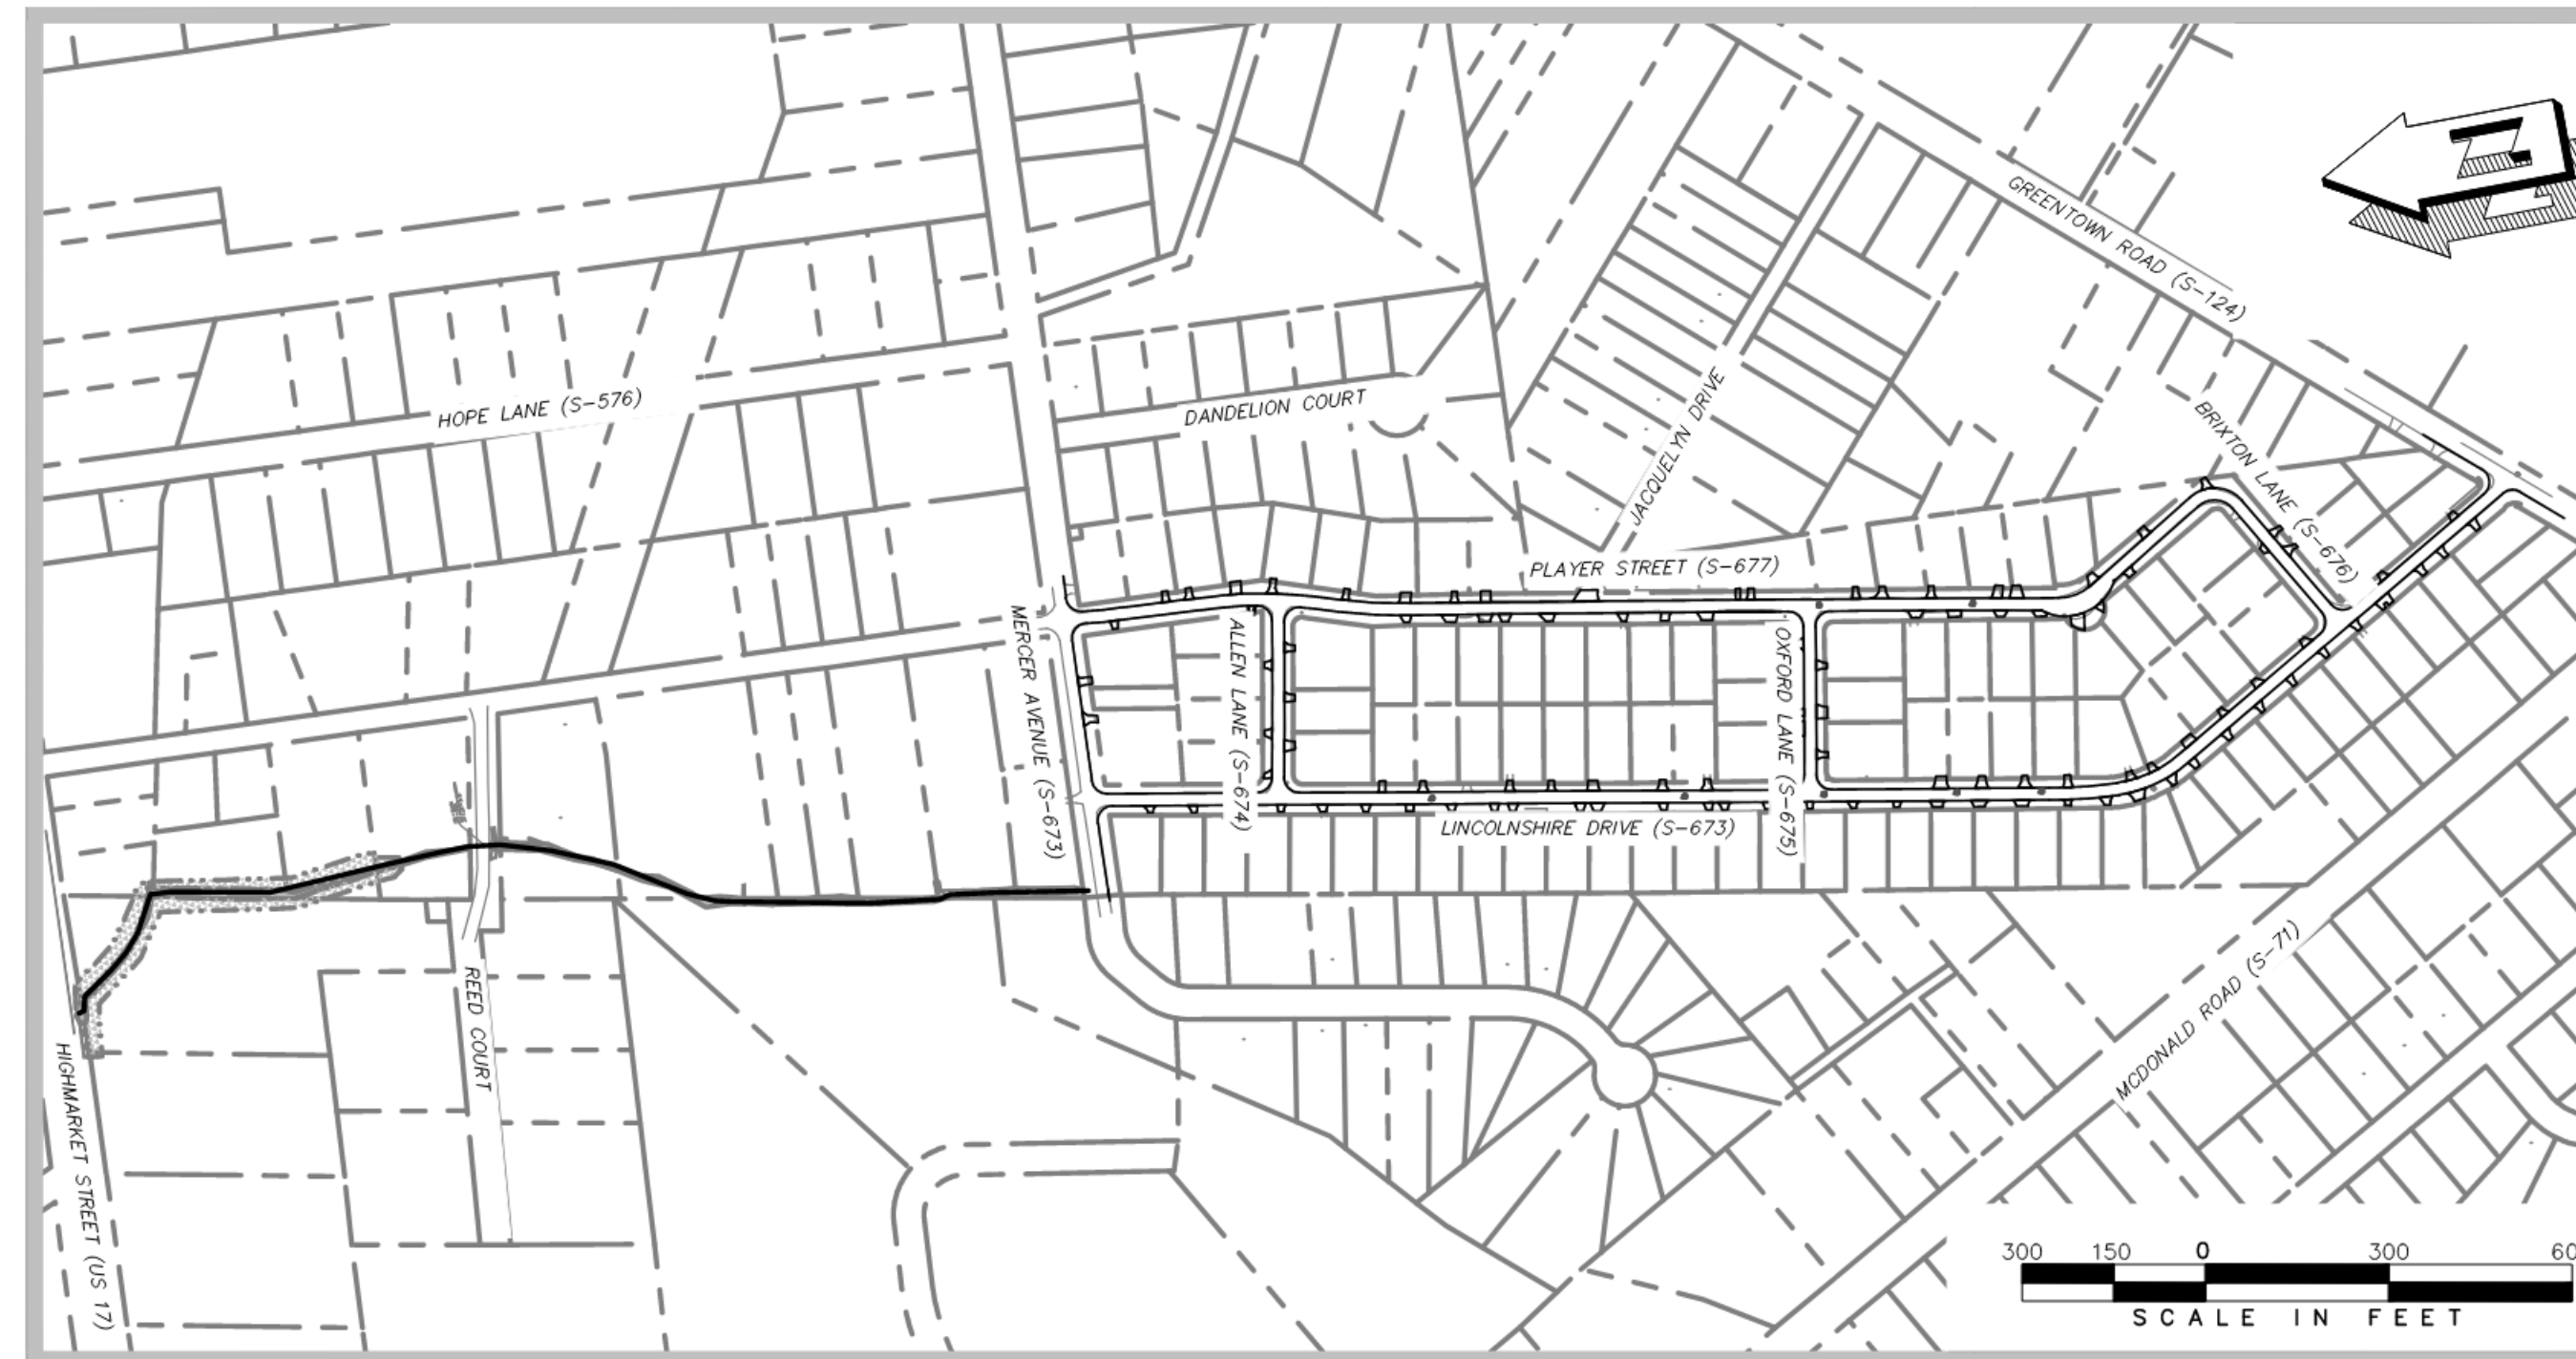 GREENTOWN ROAD (S-124)
HOPE LANE (S-576)
DANDELION COURT
JACQUELYN DRIVE
BRIXTON LANE (S-676)
PLAYER STREET (S-677)
MERCER AVENUE (S-673)
ALLEN LANE (S-674)
OXFORD LANE (S-675)
LINCOLNSHIRE DRIVE (S-673)
REED COURT
MCDONALD ROAD (S-71)
HIGHMARKET STREET (US 17)
300 150 0 300 60
SCALE IN FEET
N